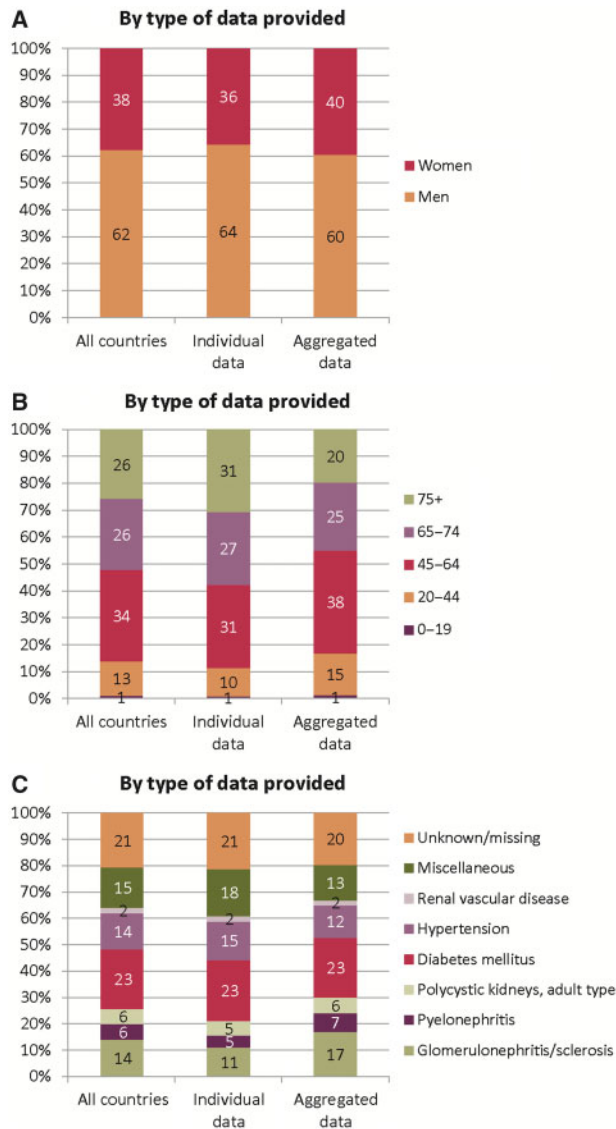 A
By type of data provided
100%
90%
80%
70%
60%
50%
40%
30%
20%
10%
0%
38
36
40
62
64
60
Women
Men
All countries
Individual
data
Aggregated
data
B
By type of data provided
100%
90%
80%
70%
60%
50%
40%
30%
20%
10%
0%
26
31
20
26
27
25
34
31
38
13
10
15
1
1
1
75+
65–74
45–64
20–44
0–19
All countries
Individual
data
Aggregated
data
C
By type of data provided
100%
90%
80%
70%
60%
50%
40%
30%
20%
10%
0%
21
21
20
15
18
13
2
2
2
14
15
12
23
23
23
6
5
6
6
5
7
14
11
17
Unknown/missing
Miscellaneous
Renal vascular disease
Hypertension
Diabetes mellitus
Polycystic kidneys, adult type
Pyelonephritis
Glomerulonephritis/sclerosis
All countries
Individual
data
Aggregated
data